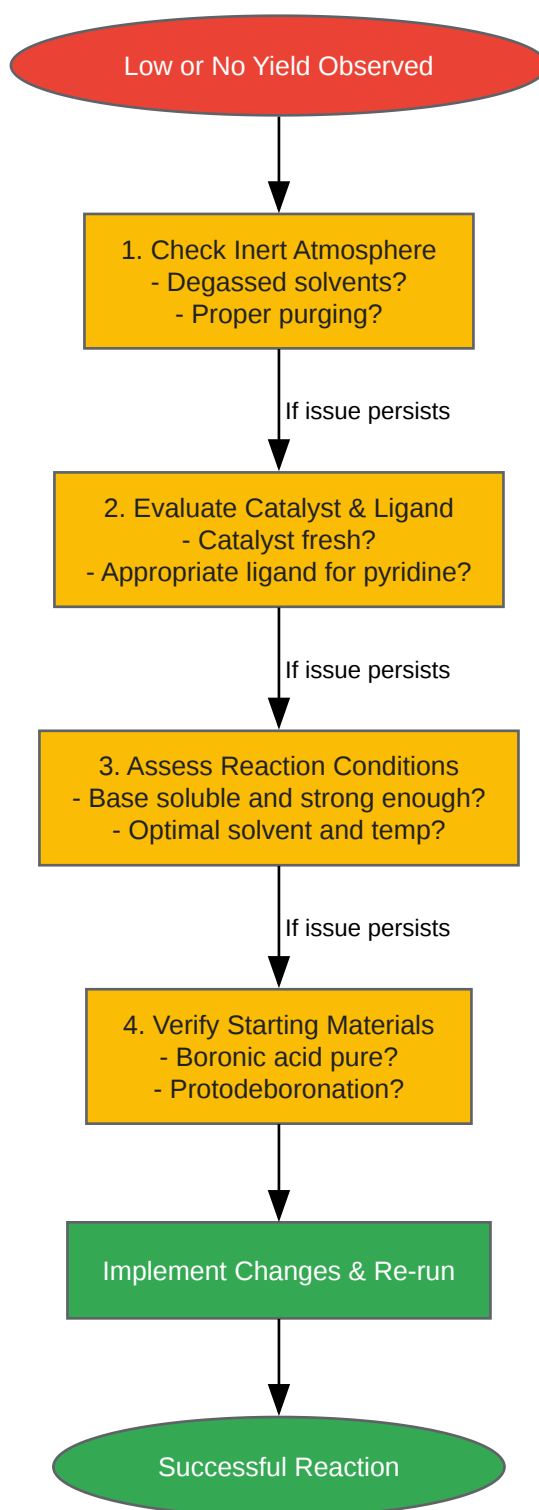 Low or No Yield Observed
1. Check Inert Atmosphere
- Degassed solvents?
- Proper purging?
If issue persists
2. Evaluate Catalyst & Ligand
- Catalyst fresh?
- Appropriate ligand for pyridine?
If issue persists
3. Assess Reaction Conditions
- Base soluble and strong enough?
- Optimal solvent and temp?
If issue persists
4. Verify Starting Materials
- Boronic acid pure?
- Protodeboronation?
Implement Changes & Re-run
Successful Reaction